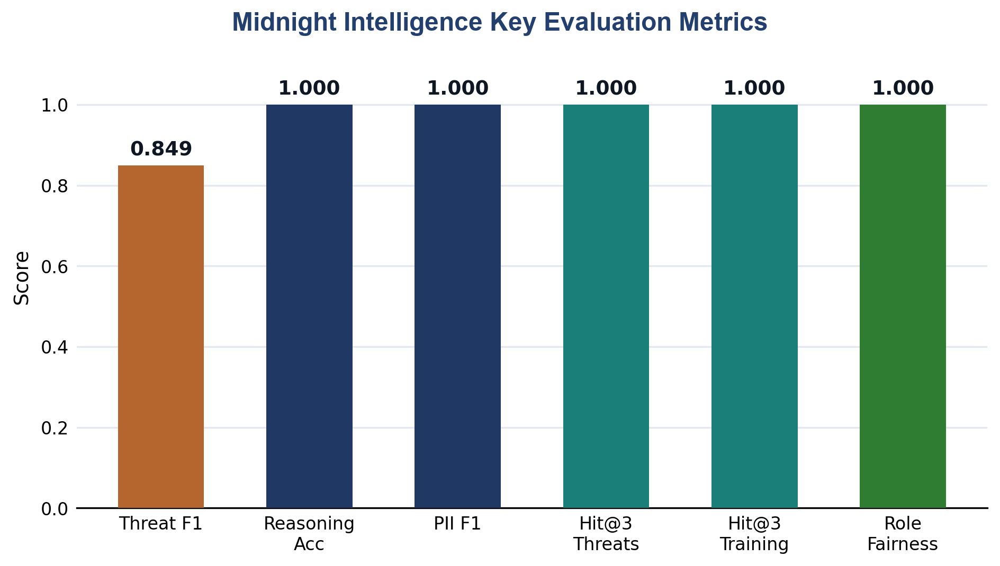 Midnight Intelligence Key Evaluation Metrics
1.000 1.000 1.000 1.000 1.000
1.0
0.849
0.8
0.6
Score
0.4
0.2
0.0
Threat F1 Reasoning PII F1 Hit@3 Hit@3 Role
Acc Threats Training Fairness